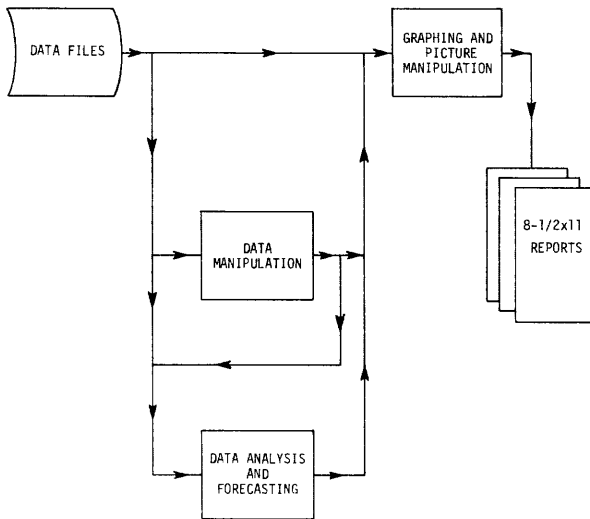 DATA FILES
GRAPHING AND
PICTURE
MANIPULATION
8-1/2x11
REPORTS
DATA
MANIPULATION
DATA ANALYSIS
AND
FORECASTING